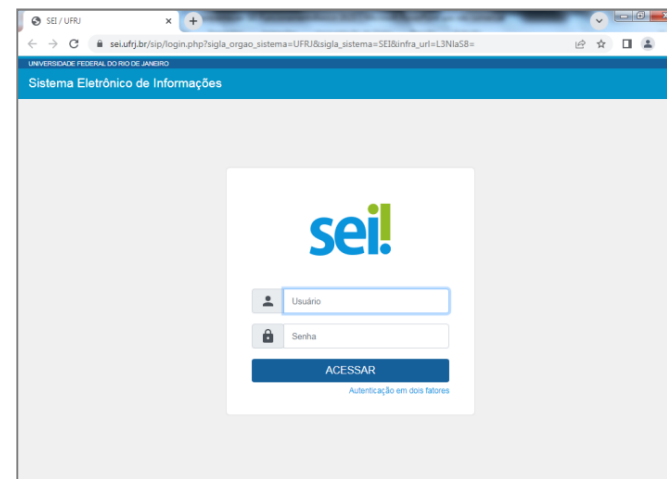 SEI / UFRJ
sei.ufrj.br/sip/login.php?sigla_orgao_sistema=UFRJ&sigla_sistema=SEI&infra_url=L3NlaS8=
UNIVERSIDADE FEDERAL DO RIO DE JANEIRO
Sistema Eletrônico de Informações
sei!
Usuário
Senha
ACESSAR
Autenticação em dois fatores